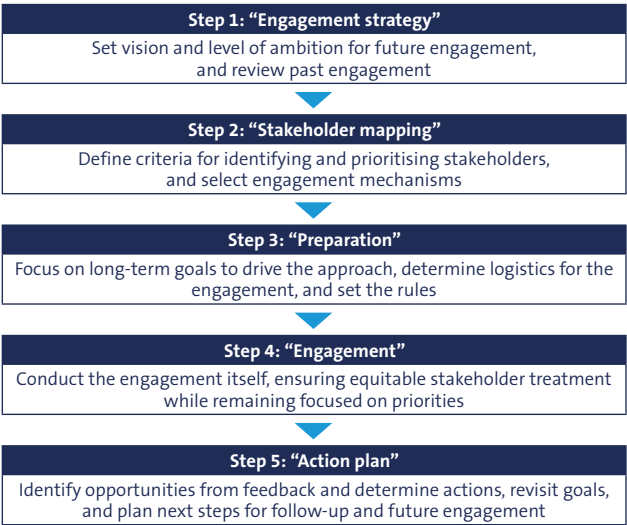 Step 1: “Engagement strategy”
Set vision and level of ambition for future engagement,
and review past engagement
Step 2: “Stakeholder mapping”
Define criteria for identifying and prioritising stakeholders,
and select engagement mechanisms
Step 3: “Preparation”
Focus on long-term goals to drive the approach, determine logistics for the
engagement, and set the rules
Step 4: “Engagement”
Conduct the engagement itself, ensuring equitable stakeholder treatment
while remaining focused on priorities
Step 5: “Action plan”
Identify opportunities from feedback and determine actions, revisit goals,
and plan next steps for follow-up and future engagement